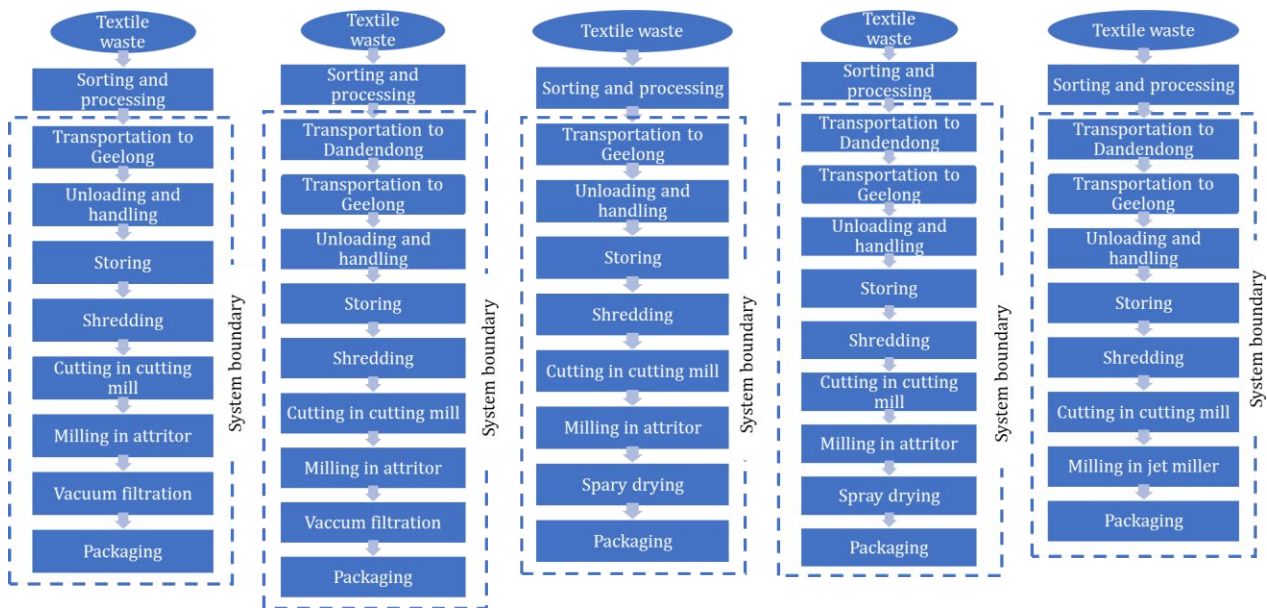 Textile
waste
Sorting and
processing
Transportation to
Geelong
Unloading and
handling
Storing
Shredding
Cutting in cutting
mill
Milling in attritor
Vacuum filtration
Packaging
System boundary
Textile
waste
Sorting and
processing
Transportation to
Dandendong
Transportation to
Geelong
Unloading and
handling
Storing
Shredding
Cutting in cutting mill
Milling in attritor
Vaccum filtration
Packaging
System boundary
Textile waste
Sorting and processing
Transportation to
Geelong
Unloading and
handling
Storing
Shredding
Cutting in cutting mill
Milling in attritor
Spary drying
Packaging
System boundary
Textile
waste
Sorting and
processing
Transportation to
Dandendong
Transportation to
Geelong
Unloading and
handling
Storing
Shredding
Cutting in cutting
mill
Milling in attritor
Spray drying
Packaging
System boundary
Textile waste
Sorting and processing
Transportation to
Dandendong
Transportation to
Geelong
Unloading and
handling
Storing
Shredding
Cutting in cutting mill
Milling in jet miller
Packaging
System boundary